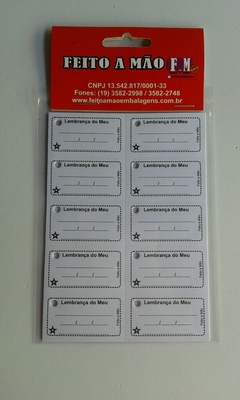 FEITO A MÃO F.M
CNPJ 13.542.817/0001-33
Fones: (19) 3582-2998 / 3582-2748
www.feitoamaoembalagens.com.br
Lembrança do Meu Lembrança do Meu
/ / / /
Lembrança do Meu Lembrança do Meu
/ / / /
Lembrança do Meu Lembrança do Meu
/ / / /
Lembrança do Meu Lembrança do Meu
/ / / /
Lembrança do Meu Lembrança do Meu
/ / / /